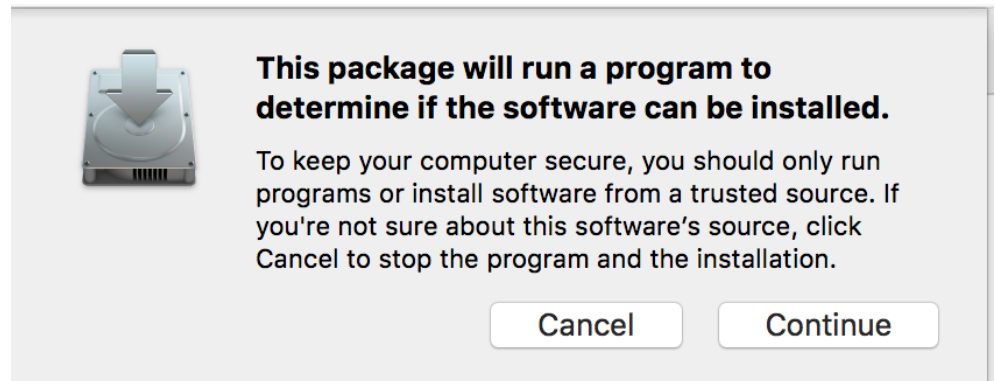 This package will run a program to
determine if the software can be installed.
To keep your computer secure, you should only run
programs or install software from a trusted source. If
you're not sure about this software’s source, click
Cancel to stop the program and the installation.
Cancel Continue